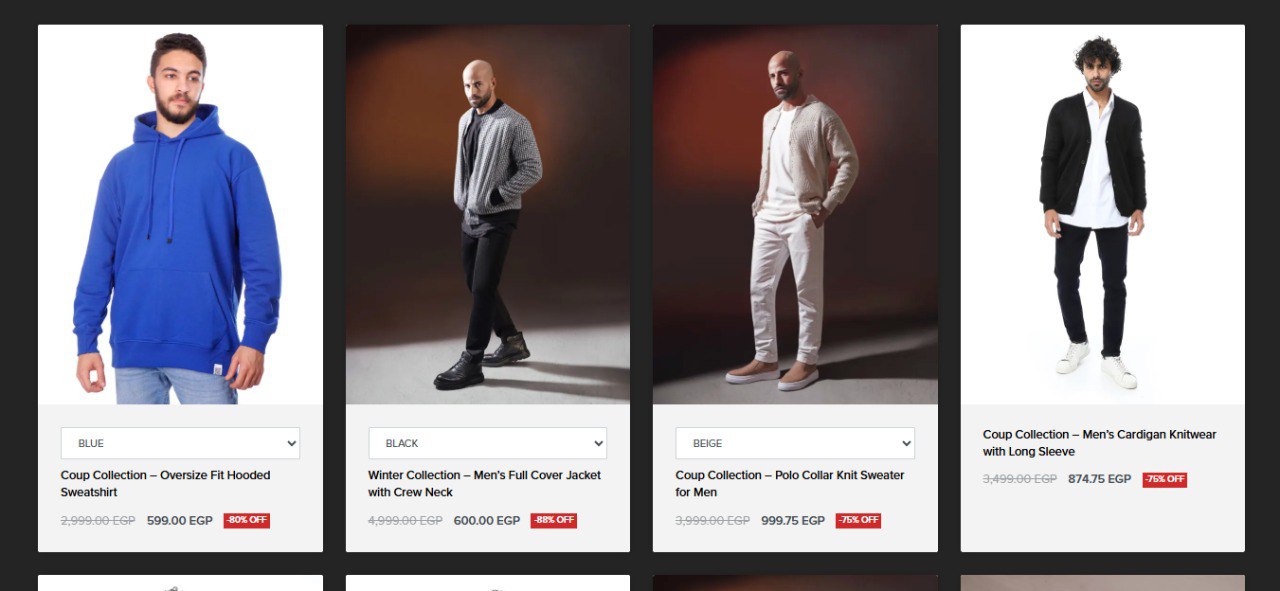 BLUE
Coup Collection – Oversize Fit Hooded
Sweatshirt
2,999.00 EGP 599.00 EGP -80% OFF
BLACK
Winter Collection – Men's Full Cover Jacket
with Crew Neck
4,999.00 EGP 600.00 EGP -88% OFF
BEIGE
Coup Collection – Polo Collar Knit Sweater
for Men
3,999.00 EGP 999.75 EGP -75% OFF
Coup Collection – Men's Cardigan Knitwear
with Long Sleeve
3,499.00 EGP 874.75 EGP -75% OFF